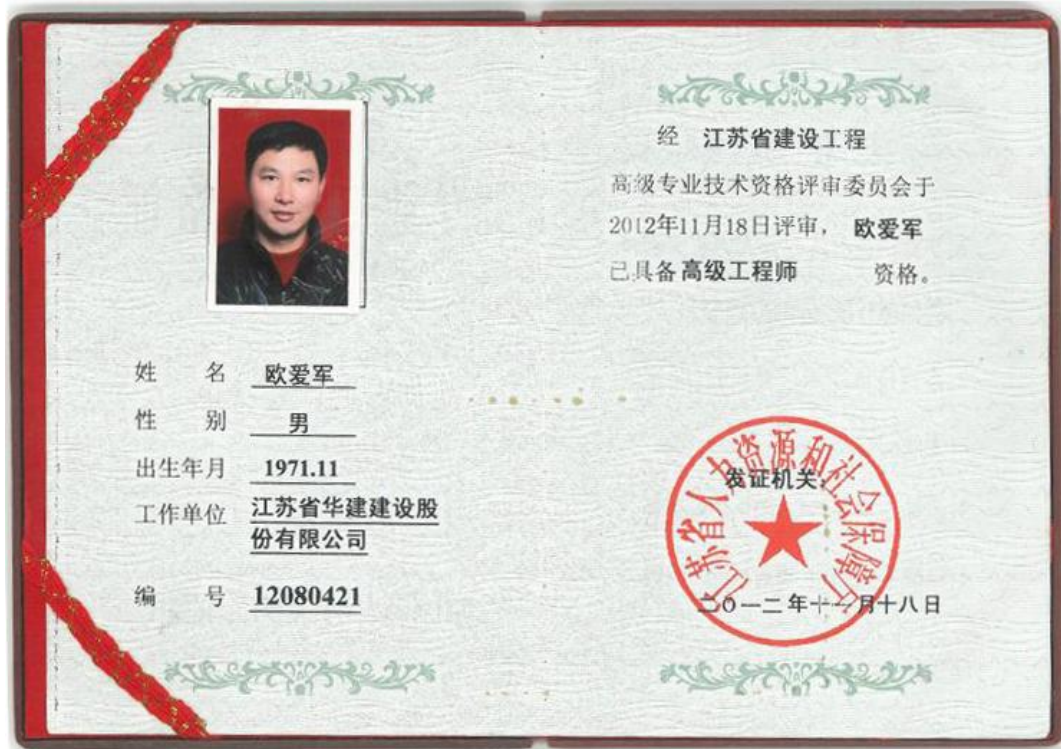 姓 名 欧爱军
性 别 男
出生年月 1971.11
工作单位 江苏省华建建设股
份有限公司
编 号 12080421
经 江苏省建设工程
高级专业技术资格评审委员会于
2012年11月18日评审， 欧爱军
已具备 高级工程师 资格。
江苏省人力资源和社会保障厅
发证机关：
二〇一二年十一月十八日